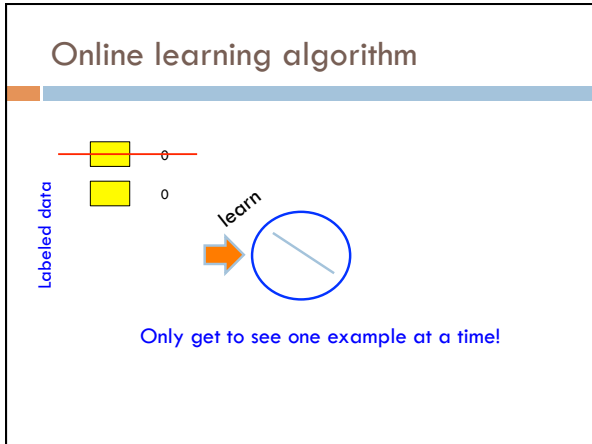 Online learning algorithm
0
0
Labeled data
learn
Only get to see one example at a time!